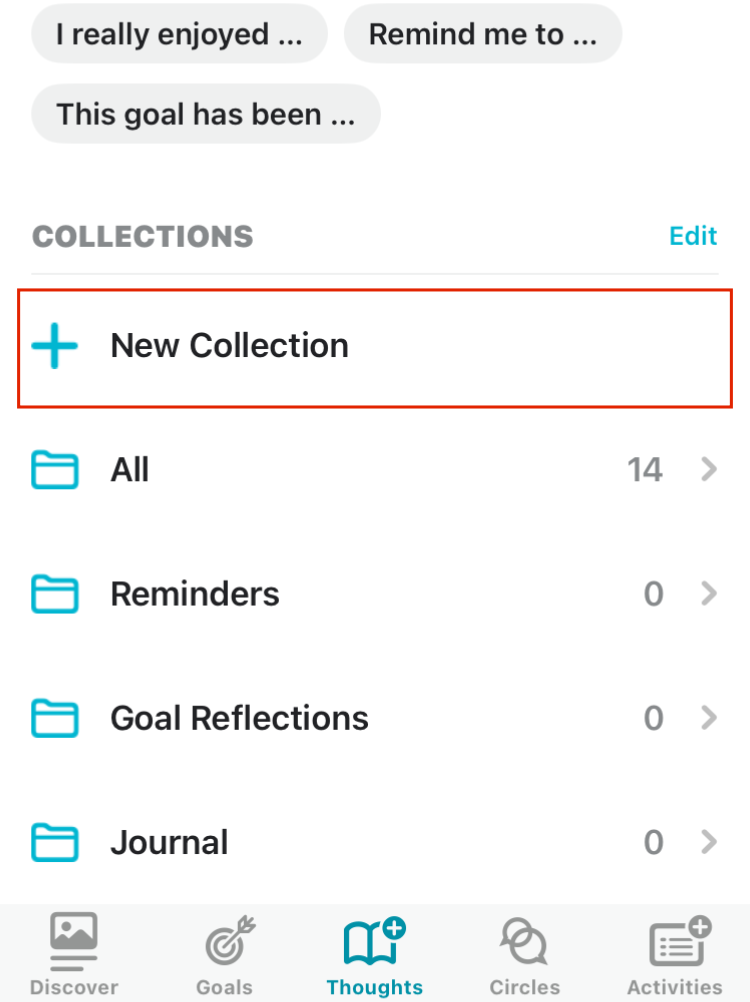 I really enjoyed ... Remind me to ...
This goal has been ...
COLLECTIONS Edit
New Collection
All 14
Reminders 0
Goal Reflections 0
Journal 0
Discover Goals Thoughts Circles Activities